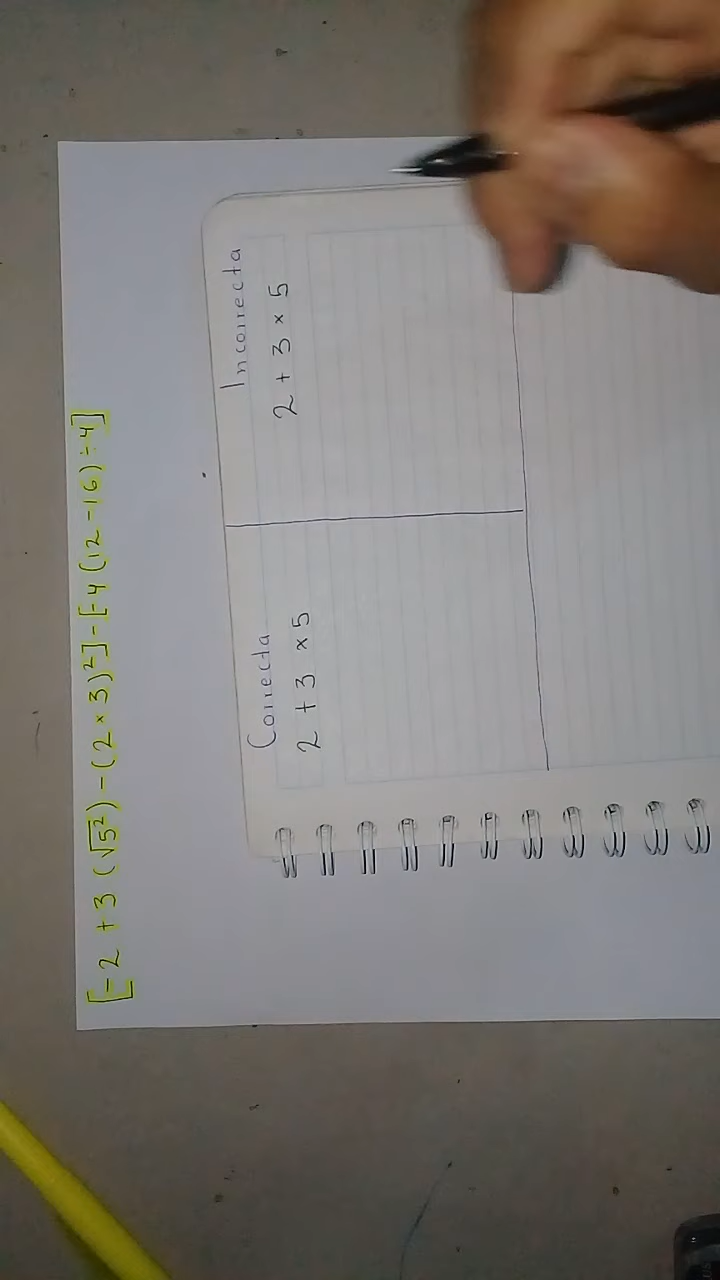 [-2 + 3 (√5²) - (2 × 3)²] - [-4 (12 - 16) ÷ 4]
Correcta
2 + 3 × 5
Incorrecta
2 + 3 × 5